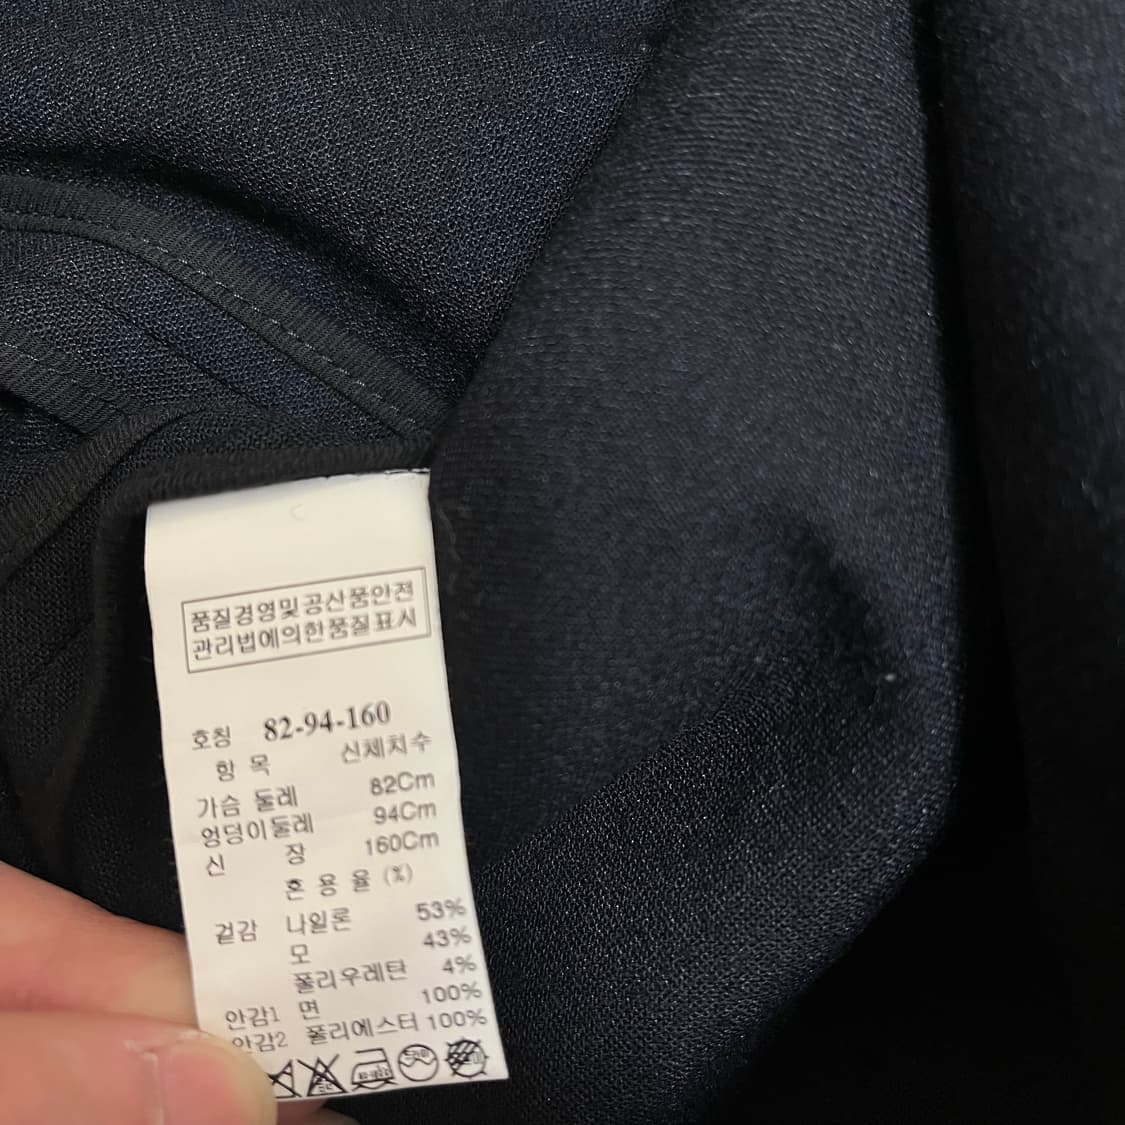 품질경영및공산품안전
관리법에의한품질표시
호칭 82-94-160
항 목 신체치수
가슴 둘레 82Cm
엉덩이둘레 94Cm
신 장 160Cm
혼 용 율 (%)
겉감 나일론 53%
모 43%
폴리우레탄 4%
안감1 면 100%
안감2 폴리에스터 100%